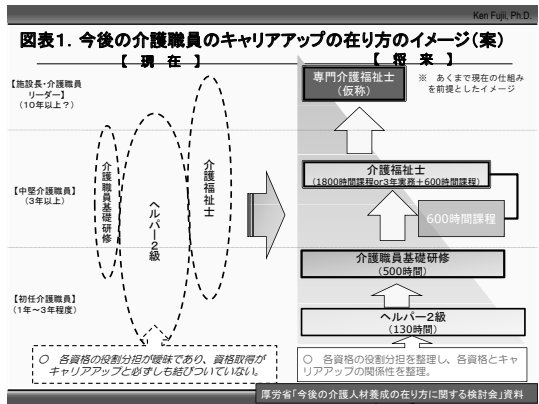 Ken Fujii, Ph.D.
図表1．今後の介護職員のキャリアアップの在り方のイメージ（案）
【 現 在 】
【 将 来 】
【施設長・介護職員
リーダー】
（10年以上？）
専門介護福祉士
（仮称）
※ あくまで現在の仕組み
を前提としたイメージ
【中堅介護職員】
（3年以上）
介護職員基礎研修
ヘルパー2級
介護福祉士
介護福祉士
（1800時間課程or3年実務＋600時間課程）
600時間課程
介護職員基礎研修
（500時間）
【初任介護職員】
（1年～3年程度）
ヘルパー2級
（130時間）
○ 各資格の役割分担が曖昧であり、資格取得が
キャリアアップと必ずしも結びついていない。
○ 各資格の役割分担を整理し、各資格とキャ
リアアップの関係性を整理。
厚労省「今後の介護人材養成の在り方に関する検討会」資料